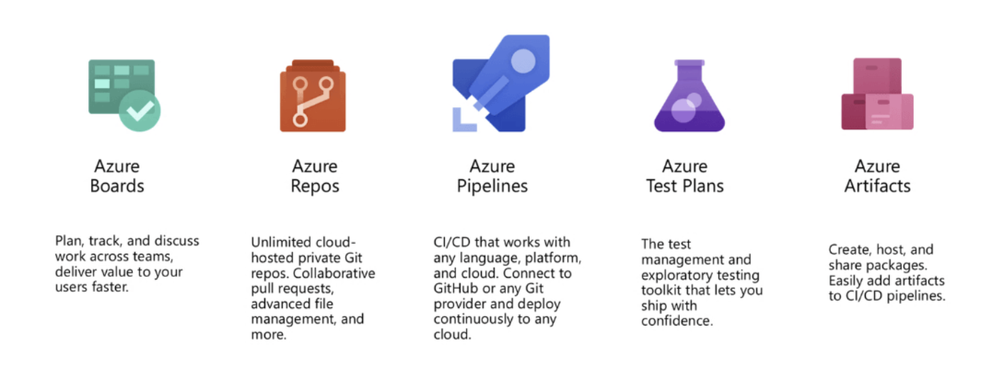 Azure
Boards
Azure
Repos
Azure
Pipelines
Azure
Test Plans
Azure
Artifacts
Plan, track, and discuss
work across teams,
deliver value to your
users faster.
Unlimited cloud-
hosted private Git
repos. Collaborative
pull requests,
advanced file
management, and
more.
CI/CD that works with
any language, platform,
and cloud. Connect to
GitHub or any Git
provider and deploy
continuously to any
cloud.
The test
management and
exploratory testing
toolkit that lets you
ship with
confidence.
Create, host, and
share packages.
Easily add artifacts
to CI/CD pipelines.